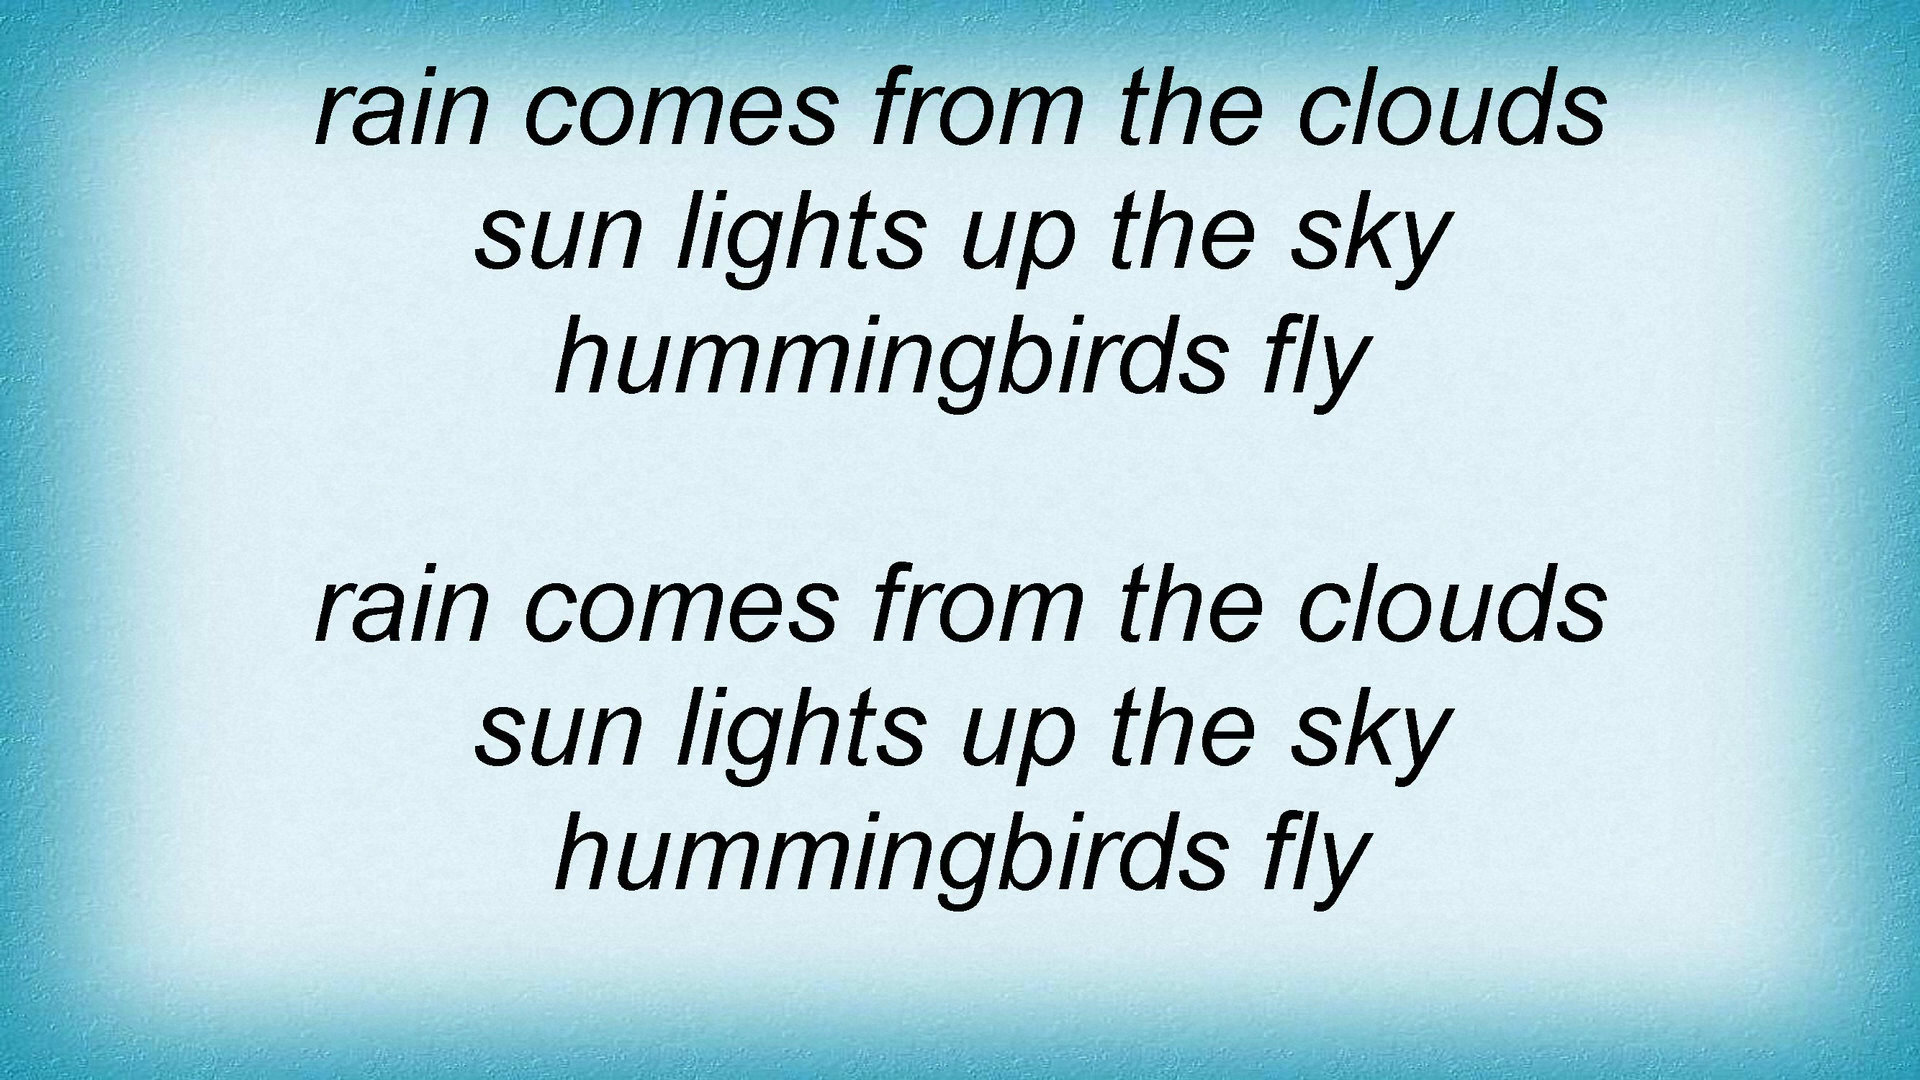 rain comes from the clouds
sun lights up the sky
hummingbirds fly
rain comes from the clouds
sun lights up the sky
hummingbirds fly